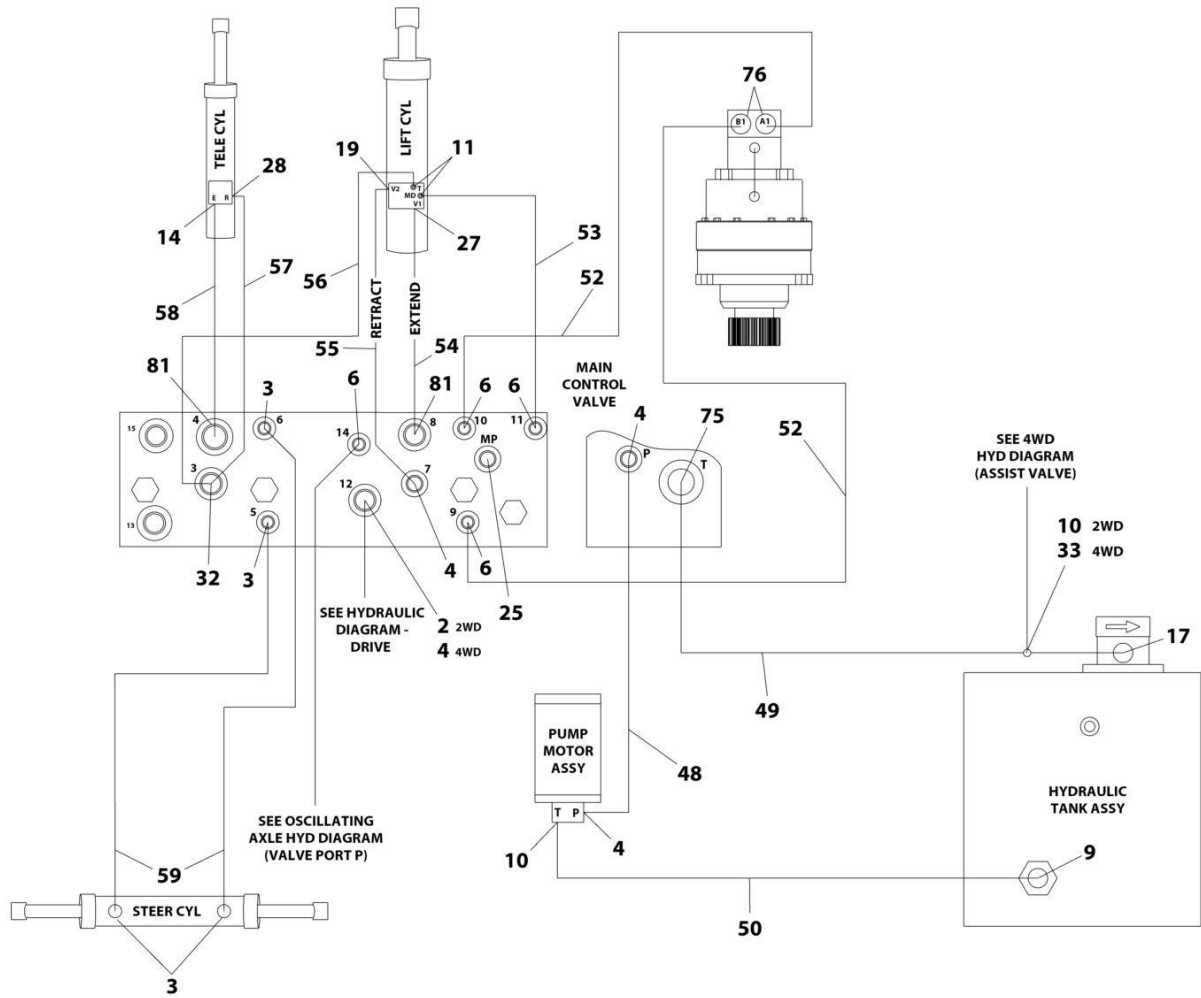 TELE CYL
E R
28
14
57
58
LIFT CYL
19
V2
T
MD
V1
11
27
53
56
52
RETRACT
EXTEND
55
54
76
B1
A1
81
4
3
6
6
14
81
8
6
10
6
11
15
3
MP
7
12
13
5
9
32
3
4
6
25
MAIN
CONTROL
VALVE
4
P
75
T
52
SEE 4WD
HYD DIAGRAM
(ASSIST VALVE)
10 2WD
33 4WD
17
SEE HYDRAULIC
DIAGRAM -
DRIVE
2 2WD
4 4WD
49
PUMP
MOTOR
ASSY
T P
48
10
4
50
HYDRAULIC
TANK ASSY
9
SEE OSCILLATING
AXLE HYD DIAGRAM
(VALVE PORT P)
59
STEER CYL
3